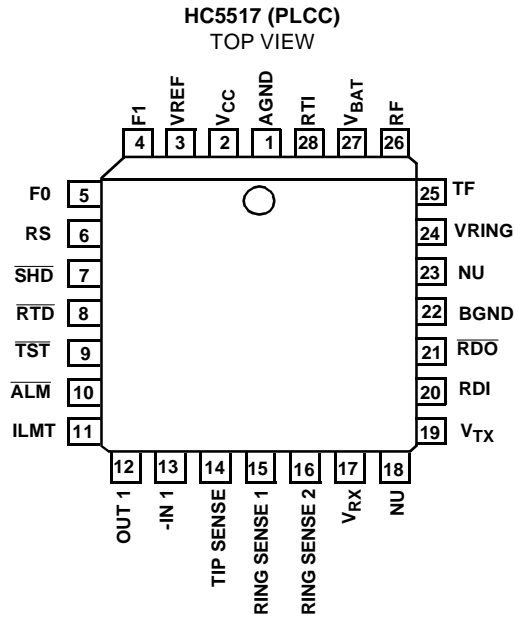 HC5517 (PLCC)
TOP VIEW
F1
VREF
VCC
AGND
RTI
VBAT
RF
4
3
2
1
28
27
26
F0 5
RS 6
SHD 7
RTD 8
TST 9
ALM 10
ILMT 11
25 TF
24 VRING
23 NU
22 BGND
21 RDO
20 RDI
19 VTX
12
13
14
15
16
17
18
OUT 1
-IN 1
TIP SENSE
RING SENSE 1
RING SENSE 2
VRX
NU